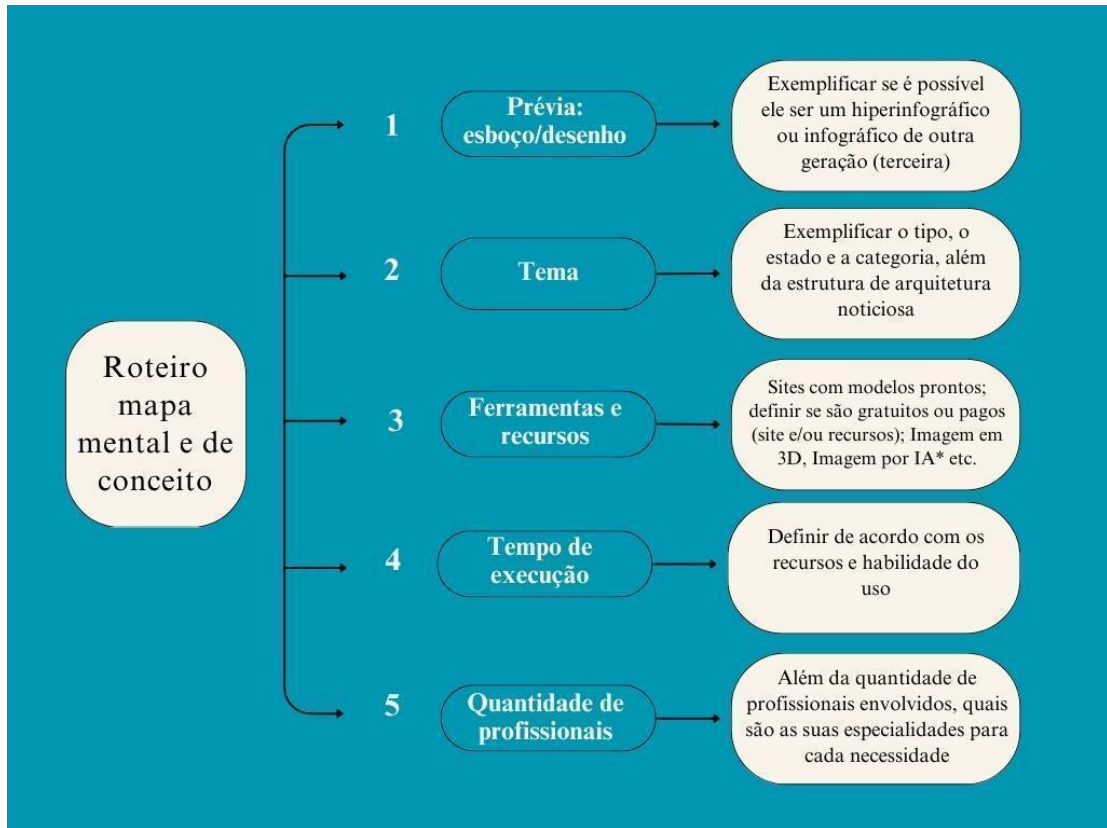 Roteiro
mapa
mental e de
conceito
1
Prévia:
esboço/desenho
Exemplificar se é possível
ele ser um hiperinfográfico
ou infográfico de outra
geração (terceira)
2
Tema
Exemplificar o tipo, o
estado e a categoria, além
da estrutura de arquitetura
noticiosa
3
Ferramentas e
recursos
Sites com modelos prontos;
definir se são gratuitos ou pagos
(site e/ou recursos); Imagem em
3D, Imagem por IA* etc.
4
Tempo de
execução
Definir de acordo com os
recursos e habilidade do
uso
5
Quantidade de
profissionais
Além da quantidade de
profissionais envolvidos, quais
são as suas especialidades para
cada necessidade